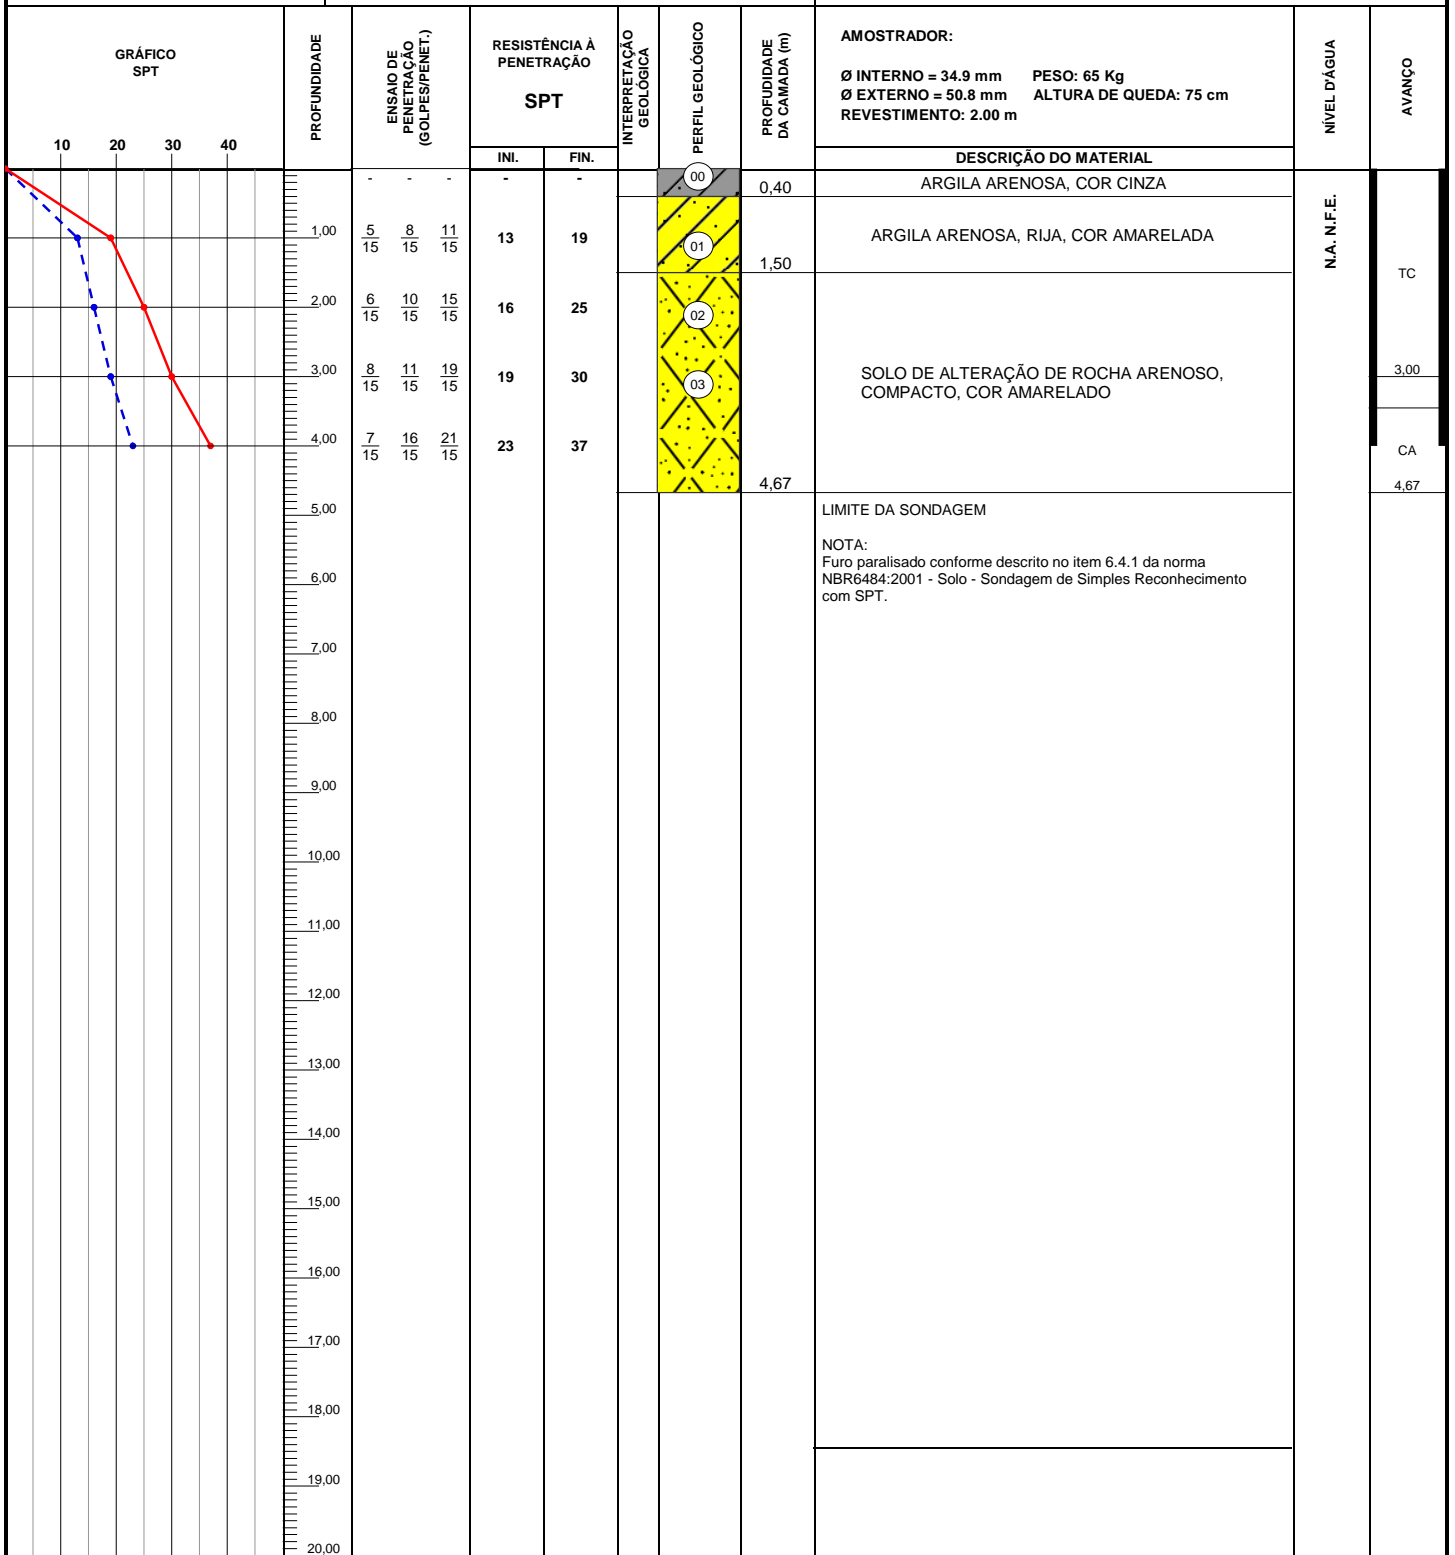 GRÁFICO
SPT
10 20 30 40
PROFUNDIDADE
ENSAIO DE
PENETRAÇÃO
(GOLPES/PENET.)
RESISTÊNCIA À
PENETRAÇÃO
SPT
INI. FIN.
INTERPRETAÇÃO
GEOLÓGICA
PERFIL GEOLÓGICO
PROFUDIDADE
DA CAMADA (m)
AMOSTRADOR:
Ø INTERNO = 34.9 mm PESO: 65 Kg
Ø EXTERNO = 50.8 mm ALTURA DE QUEDA: 75 cm
REVESTIMENTO: 2.00 m
DESCRIÇÃO DO MATERIAL
NÍVEL D'ÁGUA
AVANÇO
- - - - - 00 0,40 ARGILA ARENOSA, COR CINZA
N.A. N.F.E.
1,00 5/15 8/15 11/15 13 19 01 1,50 ARGILA ARENOSA, RIJA, COR AMARELADA
TC
2,00 6/15 10/15 15/15 16 25 02
3,00 8/15 11/15 19/15 19 30 03 3,00
SOLO DE ALTERAÇÃO DE ROCHA ARENOSO,
COMPACTO, COR AMARELADO
4,00 7/15 16/15 21/15 23 37 CA
4,67 4,67
5,00 LIMITE DA SONDAGEM
NOTA:
Furo paralisado conforme descrito no item 6.4.1 da norma
NBR6484:2001 - Solo - Sondagem de Simples Reconhecimento
com SPT.
6,00
7,00
8,00
9,00
10,00
11,00
12,00
13,00
14,00
15,00
16,00
17,00
18,00
19,00
20,00